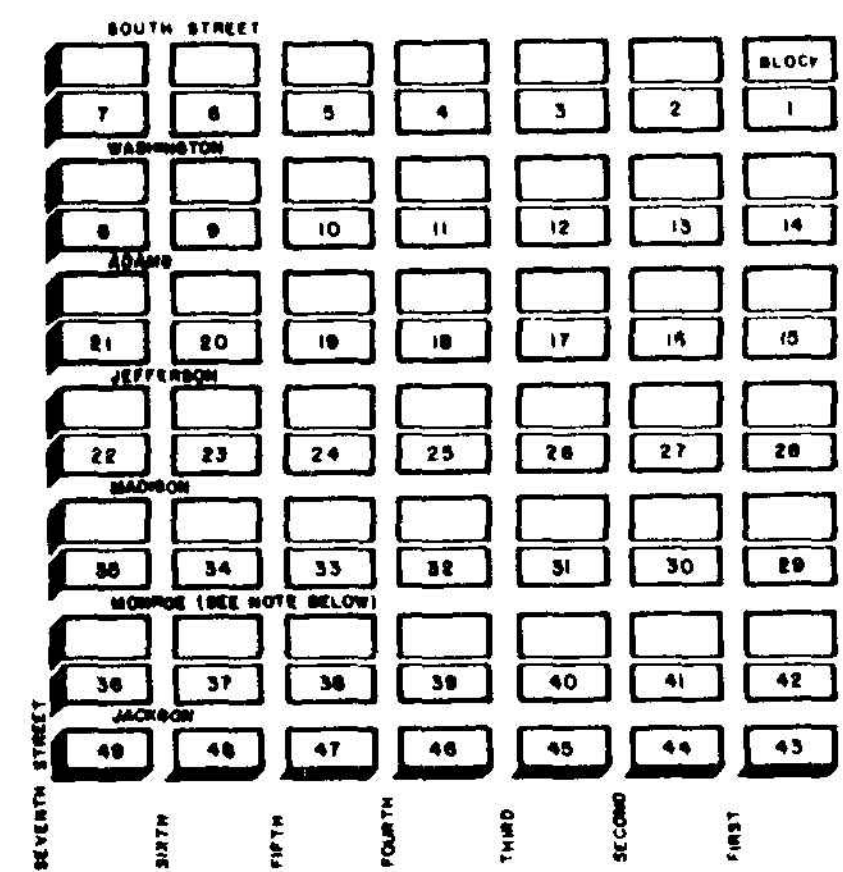 SOUTH STREET
BLOCK
7 6 5 4 3 2 1
WASHINGTON
8 9 10 11 12 13 14
ADAMS
21 20 19 18 17 16 15
JEFFERSON
22 23 24 25 26 27 28
MADISON
35 34 33 32 31 30 29
MONROE (SEE NOTE BELOW)
36 37 38 39 40 41 42
JACKSON
49 48 47 46 45 44 43
SEVENTH STREET
SIXTH
FIFTH
FOURTH
THIRD
SECOND
FIRST